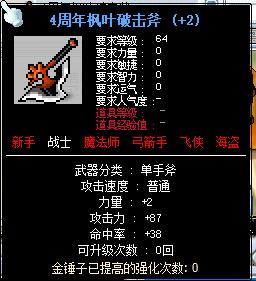 4周年枫叶破击斧 (+2)
要求等级 : 64
要求力量 : 0
要求敏捷 : 0
要求智力 : 0
要求运气 : 0
要求人气度 : -
道具等级 : -
道具经验值 : -
新手 战士 魔法师 弓箭手 飞侠 海盗
武器分类 : 单手斧
攻击速度 : 普通
力量 : +2
攻击力 : +87
命中率 : +38
可升级次数 : 0回
金锤子已提高的强化次数: 0